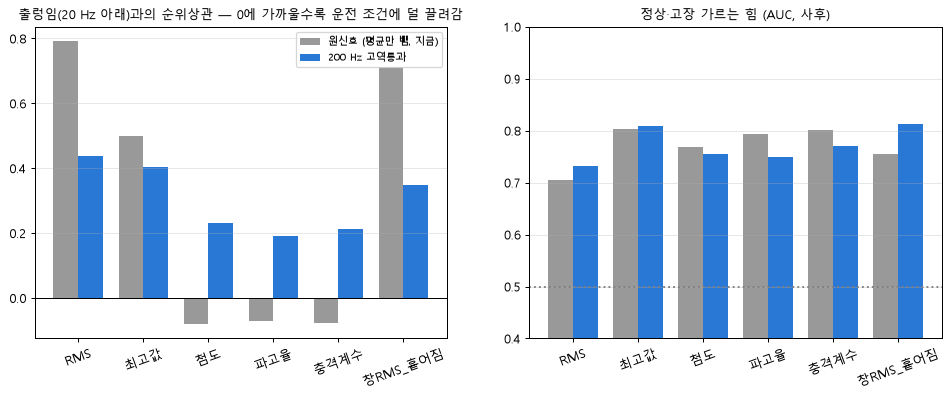 출렁임(20 Hz 아래)과의 순위상관 — 0에 가까울수록 운전 조건에 덜 끌려감
원신호 (평균만 뺌, 지금)
200 Hz 고역통과
0.8
0.6
0.4
0.2
0.0
RMS
최고값
첨도
파고율
충격계수
창RMS_흩어짐
정상·고장 가르는 힘 (AUC, 사후)
1.0
0.9
0.8
0.7
0.6
0.5
0.4
RMS
최고값
첨도
파고율
충격계수
창RMS_흩어짐